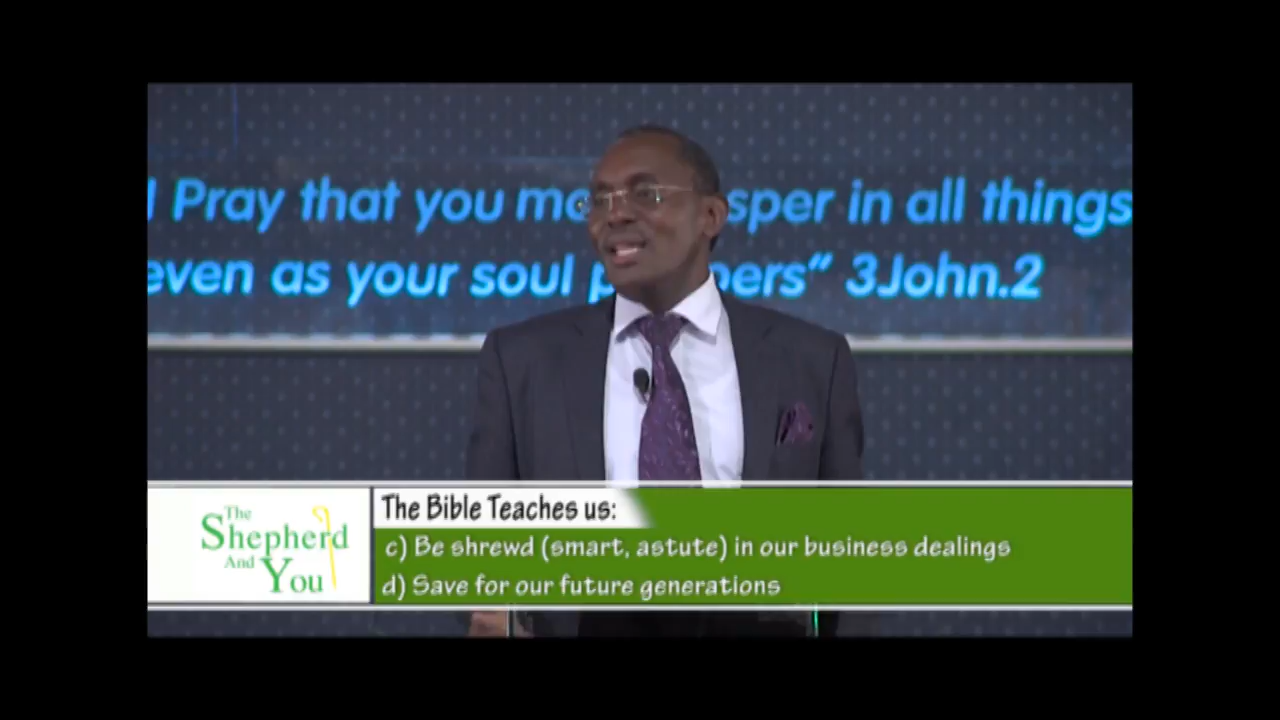 Pray that you sper in all things
even as your soul pers” 3John.2
The
Shepherd
And
You
The Bible Teaches us:
c) Be shrewd (smart, astute) in our business dealings
d) Save for our future generations